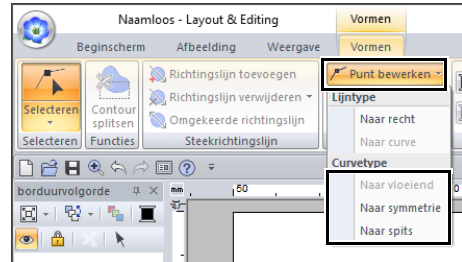 Naamloos - Layout & Editing
Vormen
Beginscherm
Afbeelding
Weergave
Vormen
Selecteren
Contour splitsen
Richtingslijn toevoegen
Richtingslijn verwijderen
Omgekeerde richtingslijn
Punt bewerken
Lijntype
Naar recht
Naar curve
Curvetype
Naar vloeiend
Naar symmetrie
Naar spits
Selecteren
Functies
Steekrichtingslijn
borduurvolgorde
mm
50
0